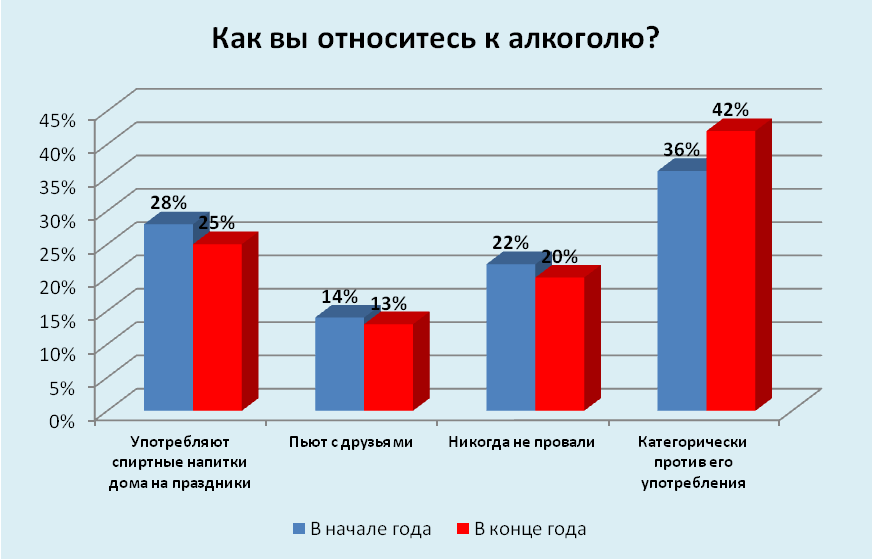 Как вы относитесь к алкоголю?
45%
40%
35%
30%
25%
20%
15%
10%
5%
0%
28%
25%
14%
13%
22%
20%
36%
42%
Употребляют
спиртные напитки
дома на праздники
Пьют с друзьями
Никогда не провали
Категорически
против его
употребления
В начале года
В конце года